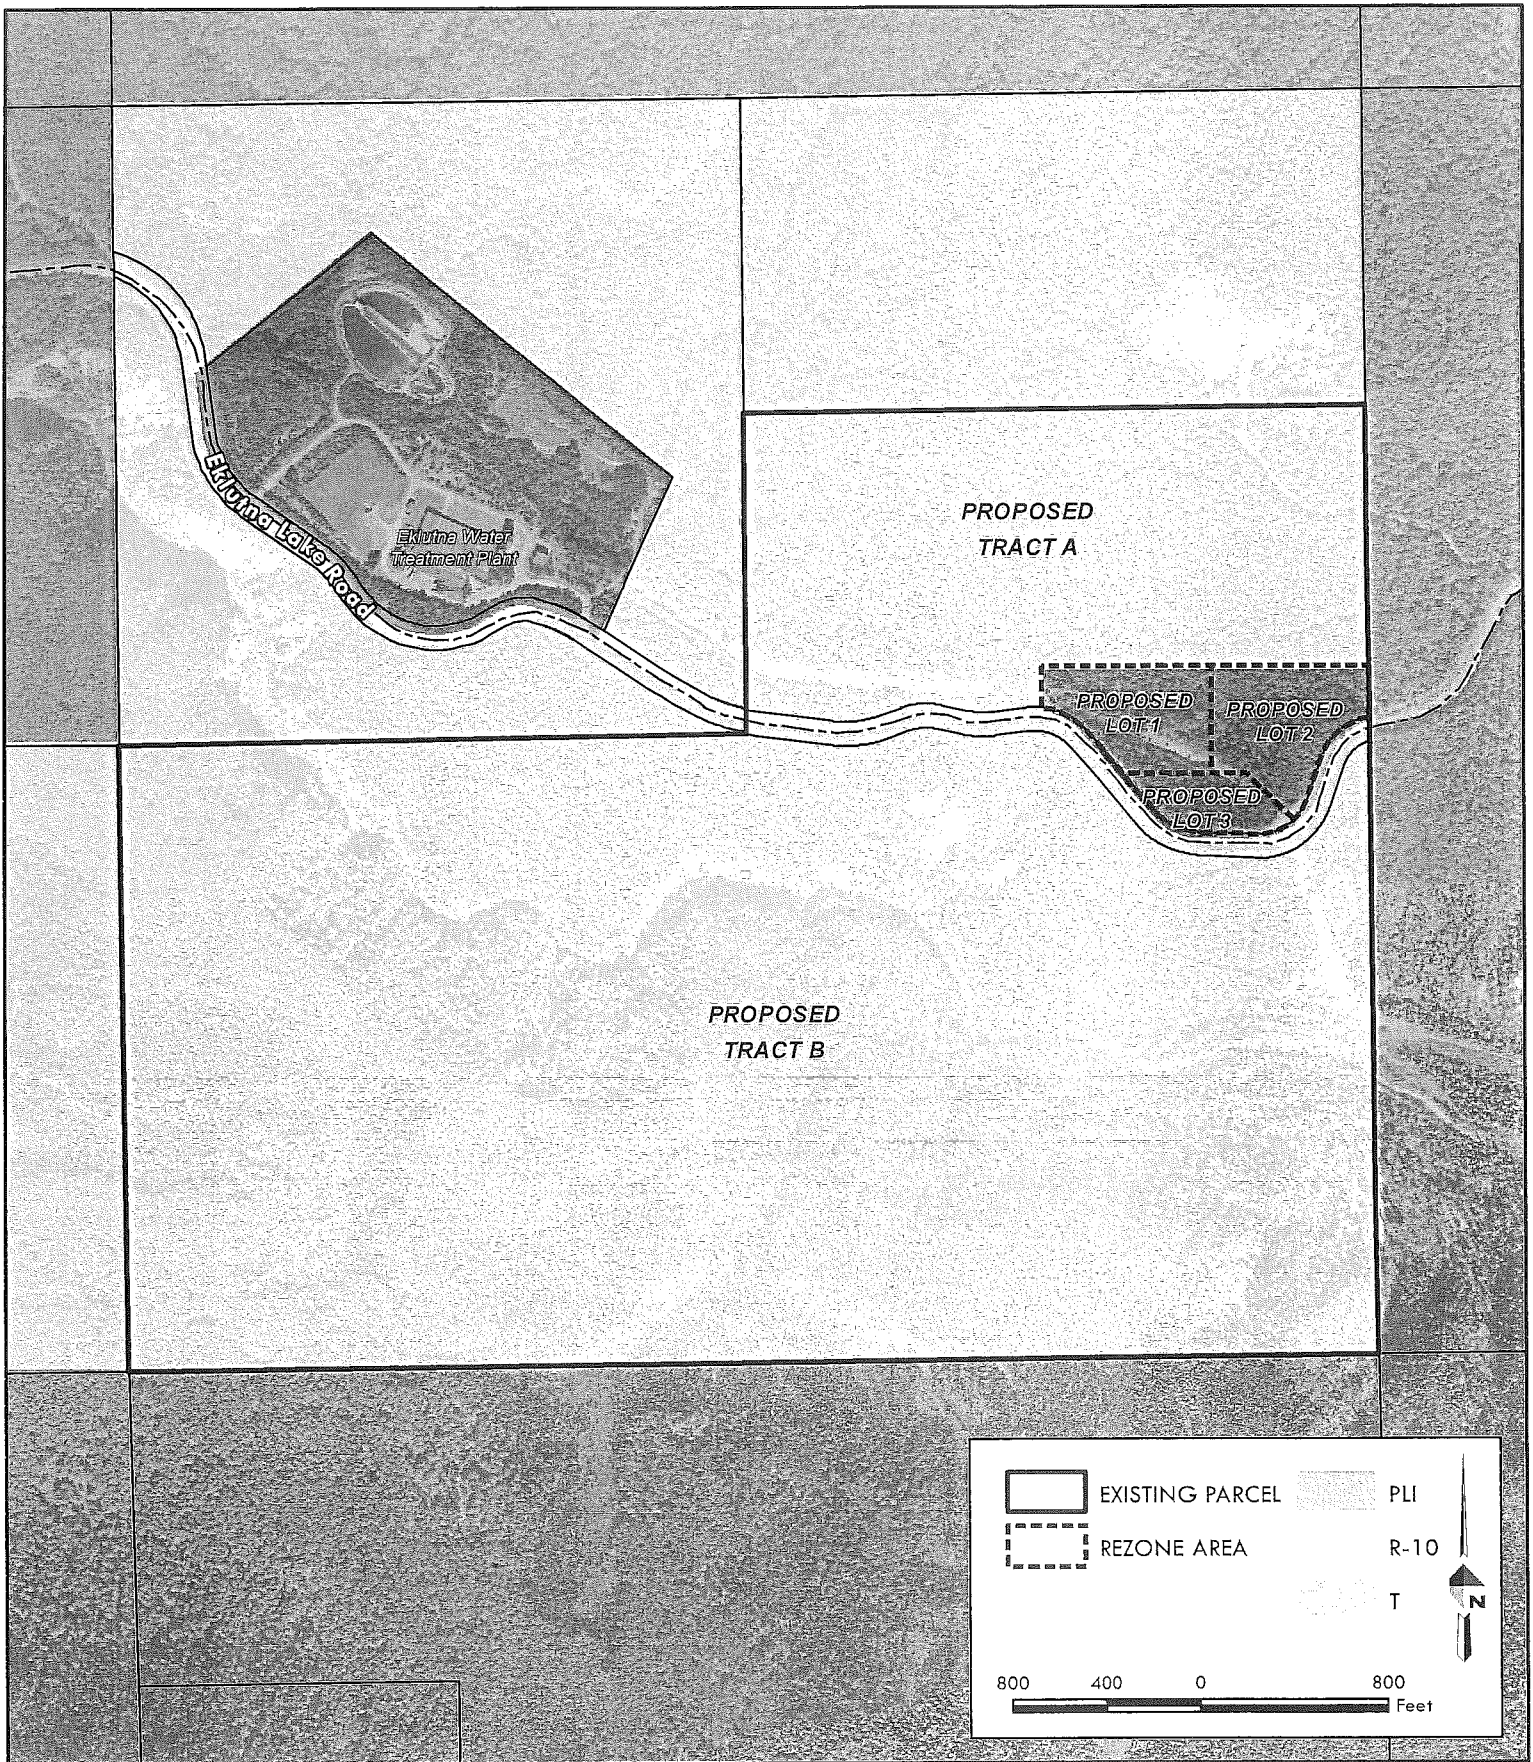 PROPOSED
TRACT A
Eklutna Lake Road
Eklutna Water
Treatment Plant
PROPOSED
LOT 1
PROPOSED
LOT 2
PROPOSED
LOT 3
PROPOSED
TRACT B
EXISTING PARCEL
PLI
REZONE AREA
R-10
T
N
800 400 0 800
Feet